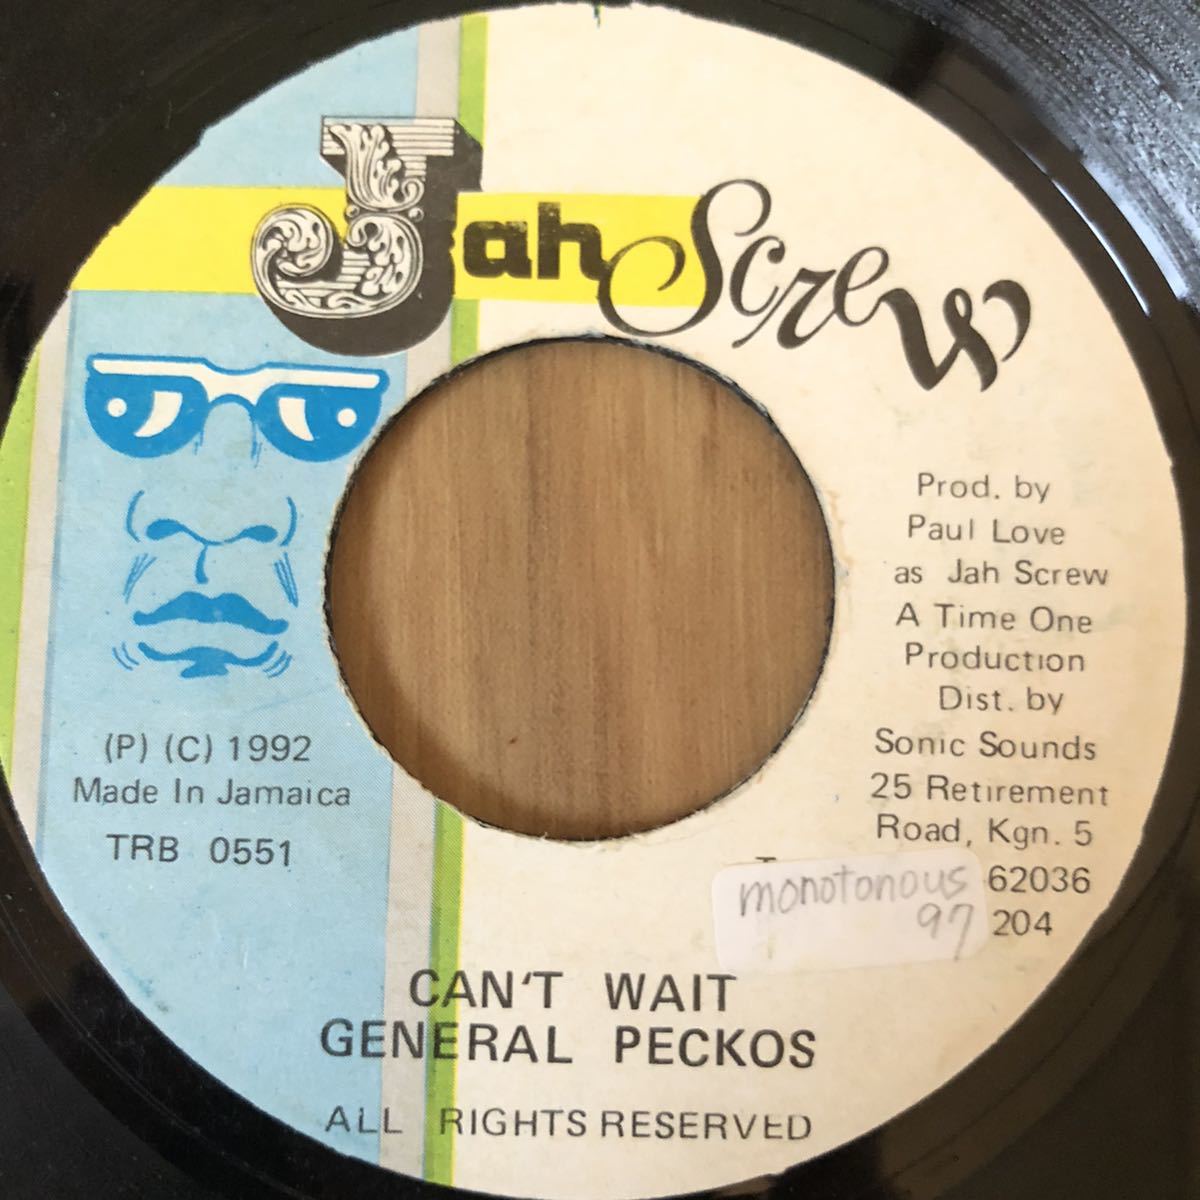 Jah Screw
Prod. by
Paul Love
as Jah Screw
A Time One
Production
Dist. by
Sonic Sounds
25 Retirement
Road, Kgn. 5
62036
204
monotonous
97
(P) (C) 1992
Made In Jamaica
TRB 0551
CAN'T WAIT
GENERAL PECKOS
ALL RIGHTS RESERVED